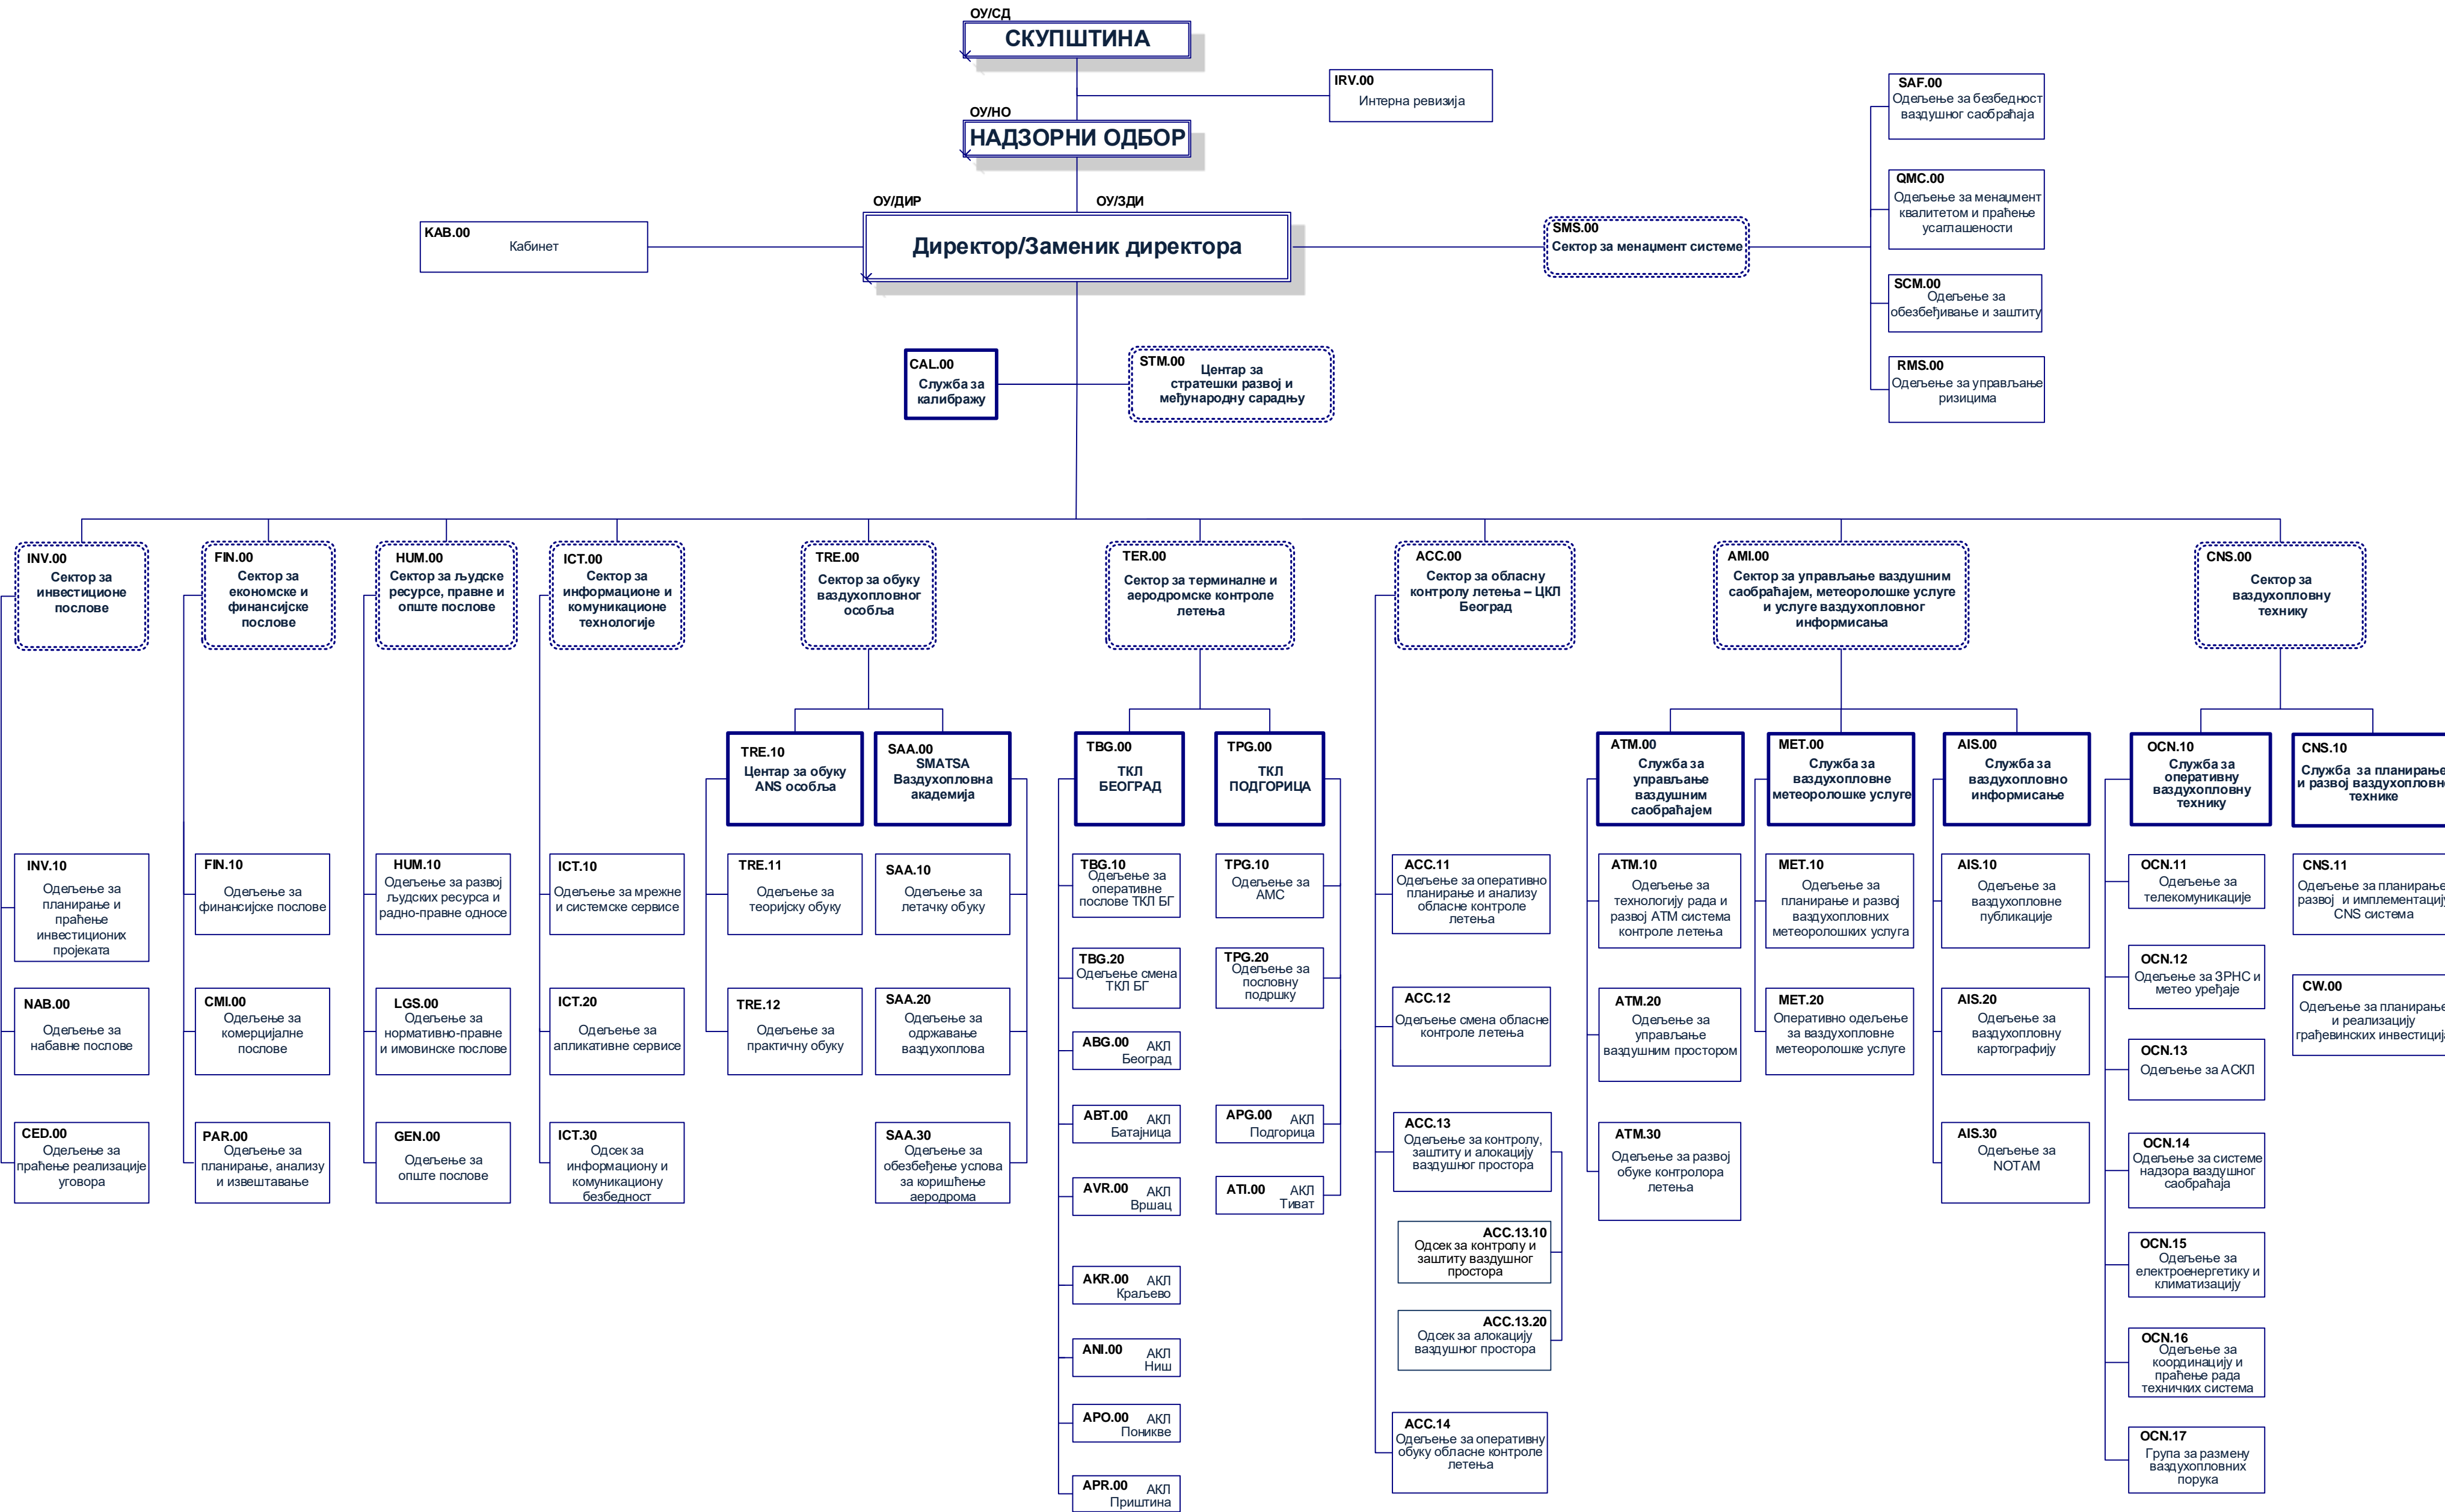 ОУ/СД
СКУПШТИНА
IRV.00
Интерна ревизија
ОУ/НО
НАДЗОРНИ ОДБОР
ОУ/ДИР
ОУ/ЗДИ
Директор/Заменик директора
KAB.00
Кабинет
SMS.00
Сектор за менаџмент системе
SAF.00
Одељење за безбедност
ваздушног саобраћаја
QMC.00
Одељење за менаџмент
квалитетом и праћење
усаглашености
SCM.00
Одељење за
обезбеђивање и заштиту
RMS.00
Одељење за управљање
ризицима
CAL.00
Служба за
калибражу
STM.00
Центар за
стратешки развој и
међународну сарадњу
INV.00
Сектор за
инвестиционе
послове
FIN.00
Сектор за
економске и
финансијске
послове
HUM.00
Сектор за људске
ресурсе, правне и
опште послове
ICT.00
Сектор за
информационе и
комуникационе
технологије
TRE.00
Сектор за обуку
ваздухопловног
особља
TER.00
Сектор за терминалне и
аеродромске контроле
летења
ACC.00
Сектор за обласну
контролу летења – ЦКЛ
Београд
AMI.00
Сектор за управљање ваздушним
саобраћајем, метеоролошке услуге
и услуге ваздухопловног
информисања
CNS.00
Сектор за
ваздухопловну
технику
INV.10
Одељење за
планирање и
праћење
инвестиционих
пројеката
NAB.00
Одељење за
набавне послове
CED.00
Одељење за
праћење реализације
уговора
FIN.10
Одељење за
финансијске послове
CMI.00
Одељење за
комерцијалне
послове
PAR.00
Одељење за
планирање, анализу
и извештавање
HUM.10
Одељење за развој
људских ресурса и
радно-правне односе
LGS.00
Одељење за
нормативно-правне
и имовинске послове
GEN.00
Одељење за
опште послове
ICT.10
Одељење за мрежне
и системске сервисе
ICT.20
Одељење за
апликативне сервисе
ICT.30
Одсек за
информациону и
комуникациону
безбедност
TRE.10
Центар за обуку
ANS особља
TRE.11
Одељење за
теоријску обуку
TRE.12
Одељење за
практичну обуку
SAA.00
SMATSA
Ваздухопловна
академија
SAA.10
Одељење за
летачку обуку
SAA.20
Одељење за
одржавање
ваздухоплова
SAA.30
Одељење за
обезбеђење услова
за коришћење
аеродрома
TBG.00
ТКЛ
БЕОГРАД
TBG.10
Одељење за
оперативне
послове ТКЛ БГ
TBG.20
Одељење смена
ТКЛ БГ
ABG.00 АКЛ
Београд
ABT.00 АКЛ
Батајница
AVR.00 АКЛ
Вршац
AKR.00 АКЛ
Краљево
ANI.00 АКЛ
Ниш
APO.00 АКЛ
Поникве
APR.00 АКЛ
Приштина
TPG.00
ТКЛ
ПОДГОРИЦА
TPG.10
Одељење за
АМС
TPG.20
Одељење за
пословну
подршку
APG.00 АКЛ
Подгорица
ATI.00 АКЛ
Тиват
ACC.11
Одељење за оперативно
планирање и анализу
обласне контроле
летења
ACC.12
Одељење смена обласне
контроле летења
ACC.13
Одељење за контролу,
заштиту и алокацију
ваздушног простора
ACC.13.10
Одсек за контролу и
заштиту ваздушног
простора
ACC.13.20
Одсек за алокацију
ваздушног простора
ACC.14
Одељење за оперативну
обуку обласне контроле
летења
ATM.00
Служба за
управљање
ваздушним
саобраћајем
ATM.10
Одељење за
технологију рада и
развој АТМ система
контроле летења
ATM.20
Одељење за
управљање
ваздушним простором
ATM.30
Одељење за развој
обуке контролора
летења
MET.00
Служба за
ваздухопловне
метеоролошке услуге
MET.10
Одељење за
планирање и развој
ваздухопловних
метеоролошких услуга
MET.20
Оперативно одељење
за ваздухопловне
метеоролошке услуге
AIS.00
Служба за
ваздухопловно
информисање
AIS.10
Одељење за
ваздухопловне
публикације
AIS.20
Одељење за
ваздухопловну
картографију
AIS.30
Одељење за
NOTAM
OCN.10
Служба за
оперативну
ваздухопловну
технику
OCN.11
Одељење за
телекомуникације
OCN.12
Одељење за ЗРНС и
метео уређаје
OCN.13
Одељење за АСКЛ
OCN.14
Одељење за системе
надзора ваздушног
саобраћаја
OCN.15
Одељење за
електроенергетику и
климатизацију
OCN.16
Одељење за
координацију и
праћење рада
техничких система
OCN.17
Група за размену
ваздухопловних
порука
CNS.10
Служба за планирање
и развој ваздухопловне
технике
CNS.11
Одељење за планирање
развој и имплементацију
CNS система
CW.00
Одељење за планирање
и реализацију
грађевинских инвестиција